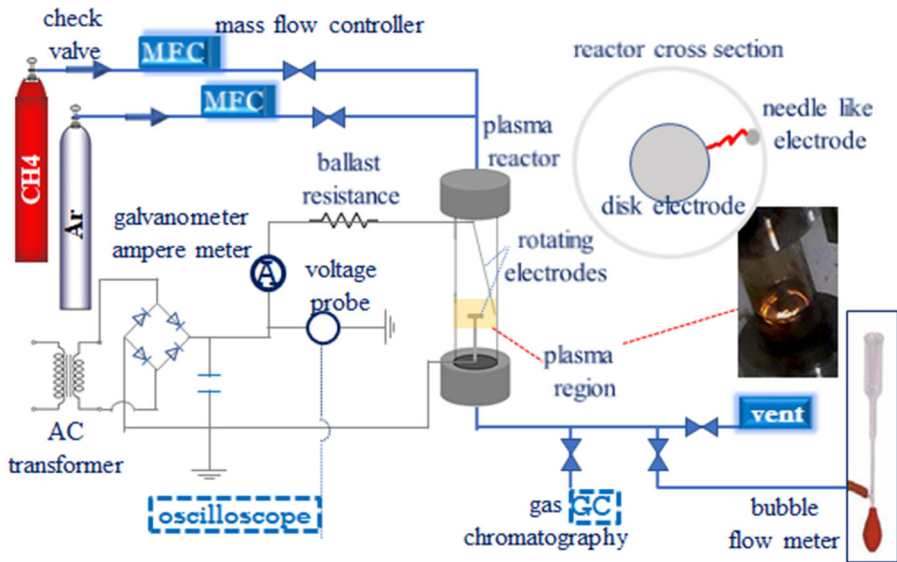 check
valve
mass flow controller
MFC
MFC
CH4
Ar
reactor cross section
needle like
electrode
disk electrode
plasma
reactor
ballast
resistance
galvanometer
ampere meter
A
voltage
probe
rotating
electrodes
plasma
region
AC
transformer
oscilloscope
gas
chromatography
GC
vent
bubble
flow meter